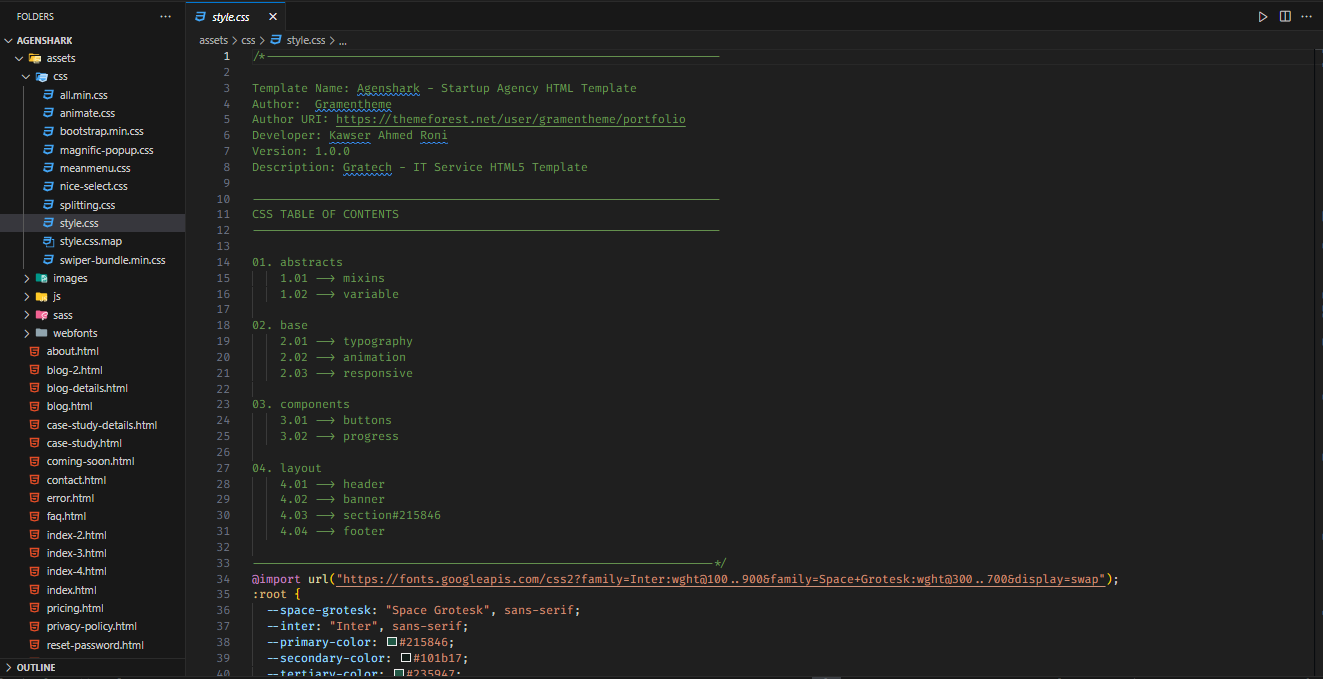 FOLDERS
AGENSHARK
assets
css
all.min.css
animate.css
bootstrap.min.css
magnific-popup.css
meanmenu.css
nice-select.css
splitting.css
style.css
style.css.map
swiper-bundle.min.css
images
js
sass
webfonts
about.html
blog-2.html
blog-details.html
blog.html
case-study-details.html
case-study.html
coming-soon.html
contact.html
error.html
faq.html
index-2.html
index-3.html
index-4.html
index.html
pricing.html
privacy-policy.html
reset-password.html
OUTLINE
style.css
assets > css > style.css > ...
1 /*-----------------------------------------------------------------
2
3 Template Name: Agenshark - Startup Agency HTML Template
4 Author:  Gramentheme
5 Author URI: https://themeforest.net/user/gramentheme/portfolio
6 Developer: Kawser Ahmed Roni
7 Version: 1.0.0
8 Description: Gratech - IT Service HTML5 Template
9
10 -------------------------------------------------------------------
11 CSS TABLE OF CONTENTS
12 -------------------------------------------------------------------
13
14 01. abstracts
15     1.01 --> mixins
16     1.02 --> variable
17
18 02. base
19     2.01 --> typography
20     2.02 --> animation
21     2.03 --> responsive
22
23 03. components
24     3.01 --> buttons
25     3.02 --> progress
26
27 04. layout
28     4.01 --> header
29     4.02 --> banner
30     4.03 --> section#215846
31     4.04 --> footer
32
33 ------------------------------------------------------------------*/
34 @import url("https://fonts.googleapis.com/css2?family=Inter:wght@100..900&family=Space+Grotesk:wght@300..700&display=swap");
35 :root {
36   --space-grotesk: "Space Grotesk", sans-serif;
37   --inter: "Inter", sans-serif;
38   --primary-color: #215846;
39   --secondary-color: #101b17;
40   --tertiary-color: #235947;